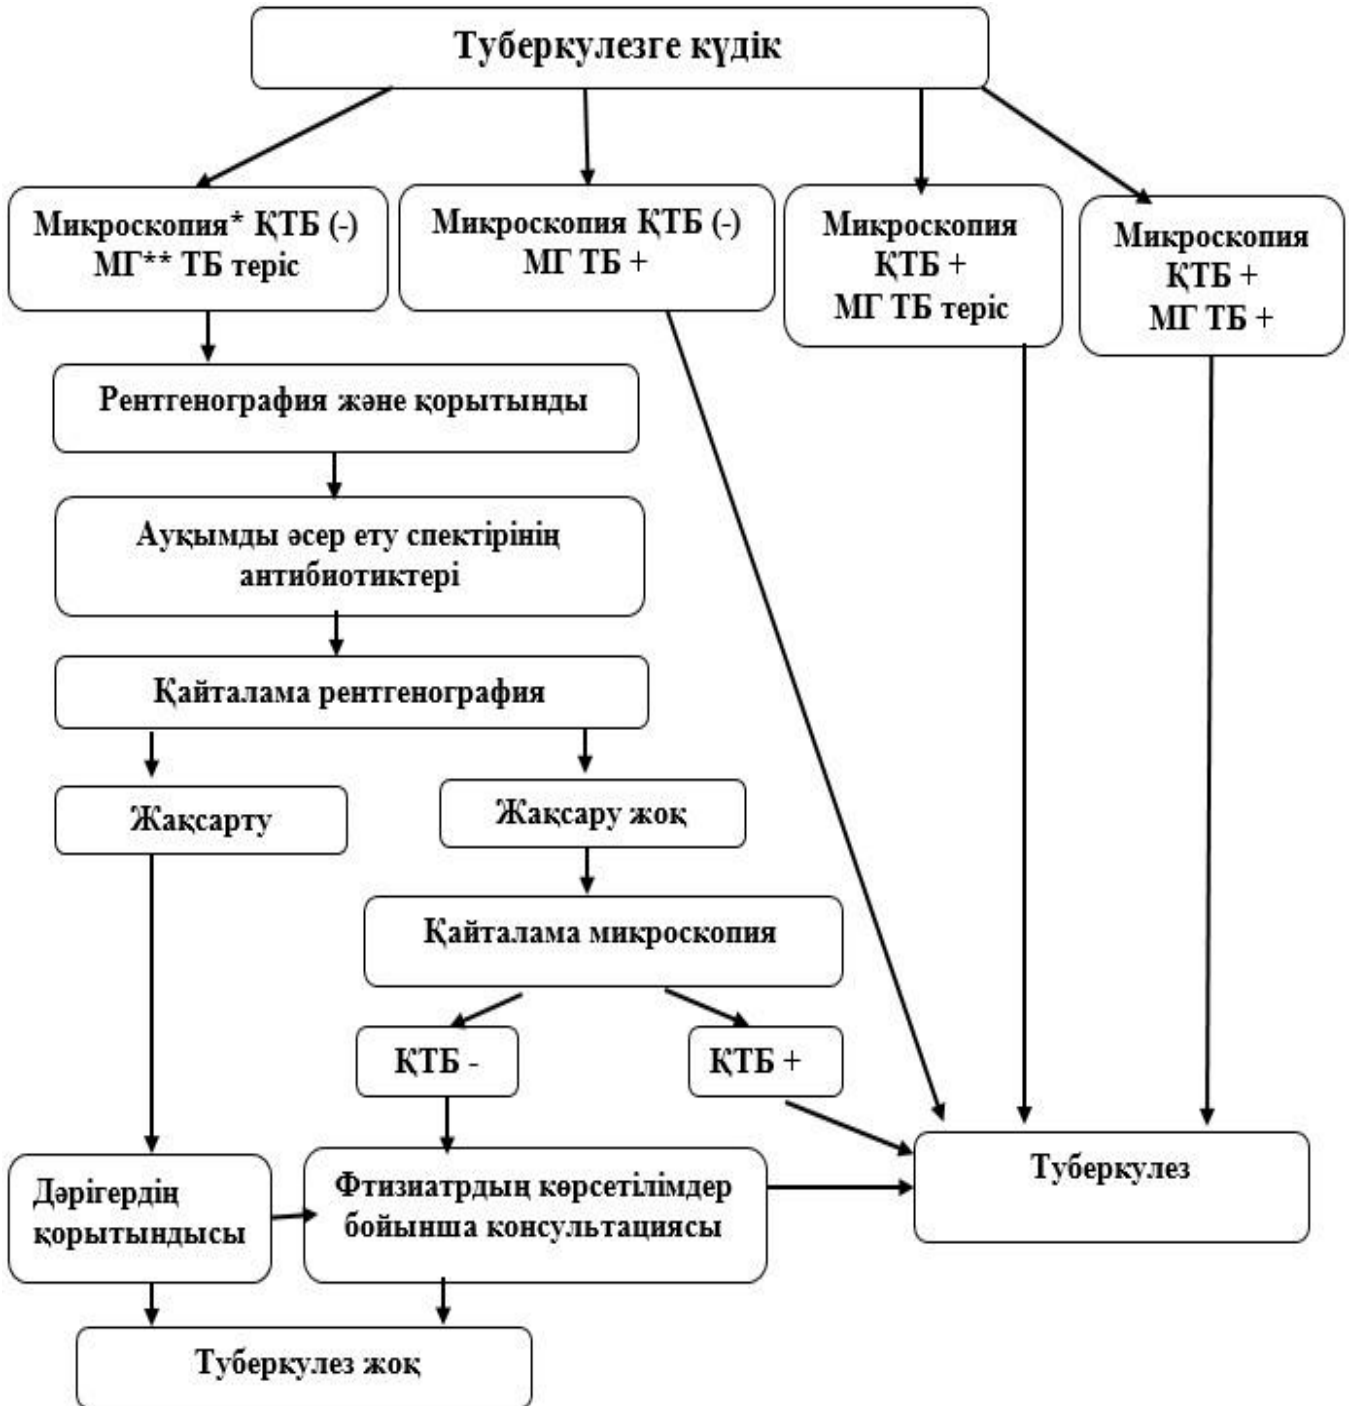 Туберкулезге күдік
Микроскопия* ҚТБ (-)
МГ** ТБ теріс
Микроскопия ҚТБ (-)
МГ ТБ +
Микроскопия
ҚТБ +
МГ ТБ теріс
Микроскопия
ҚТБ +
МГ ТБ +
Рентгенография және қорытынды
Ауқымды әсер ету спектірінің
антибиотиктері
Қайталама рентгенография
Жақсарту
Жақсару жоқ
Қайталама микроскопия
ҚТБ -
ҚТБ +
Дәрігердің
қорытындысы
Фтизиатрдың көрсетілімдер
бойынша консультациясы
Туберкулез
Туберкулез жоқ